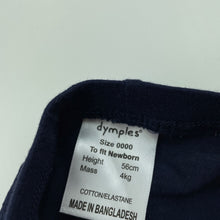 dymples®
Size 0000
To fit Newborn
Height 56cm
Mass 4kg
COTTON/ELASTANE
MADE IN BANGLADESH